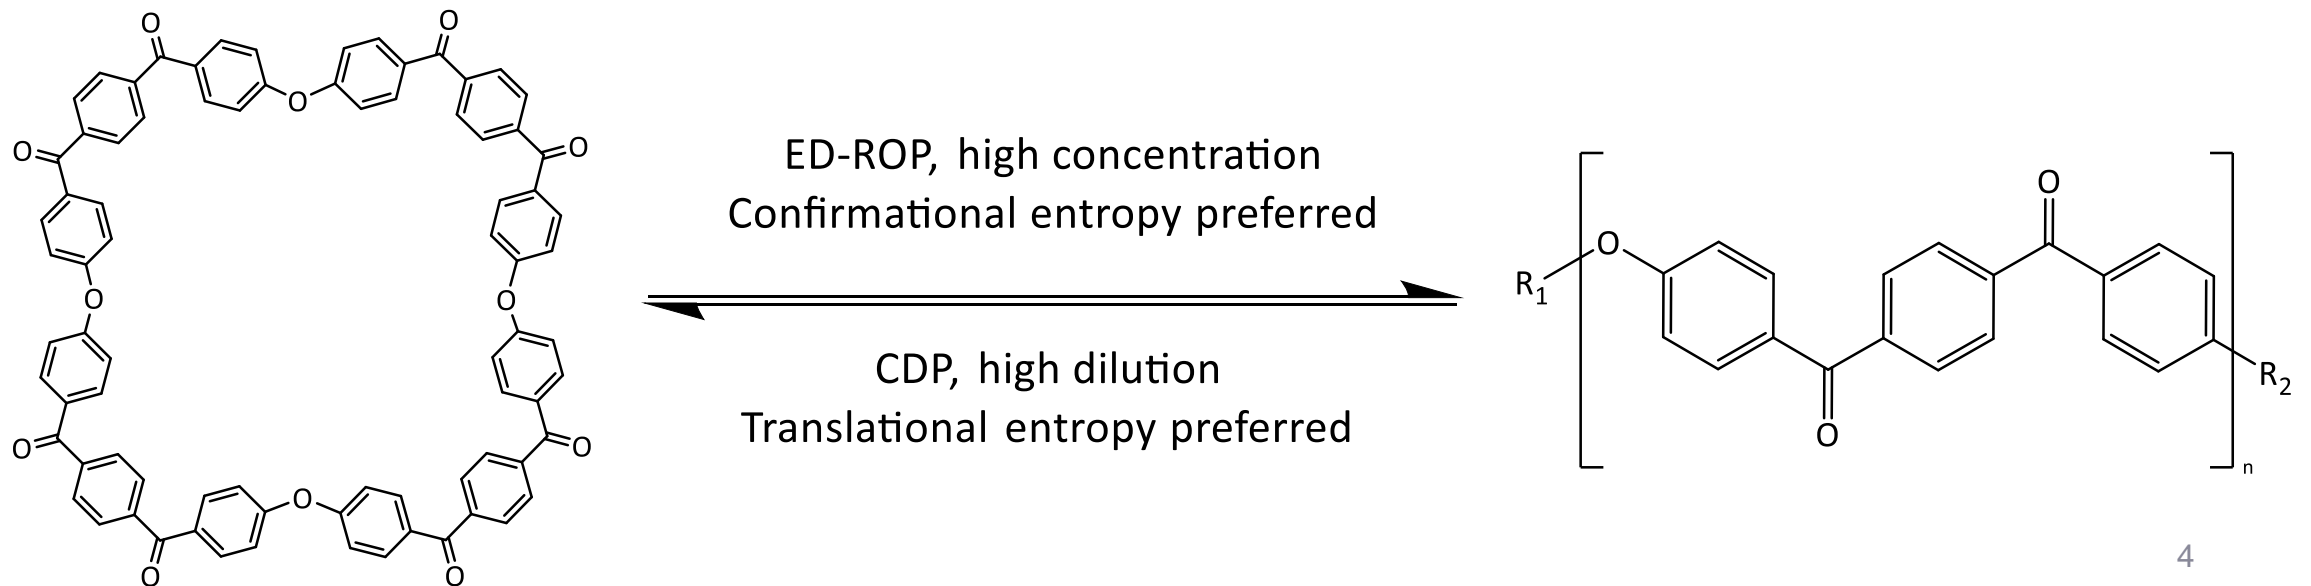 O O
O O
O
ED-ROP, high concentration
Confirmational entropy preferred
CDP, high dilution
Translational entropy preferred
O O
O O
O
O O
R1 O O
O R2
n
4